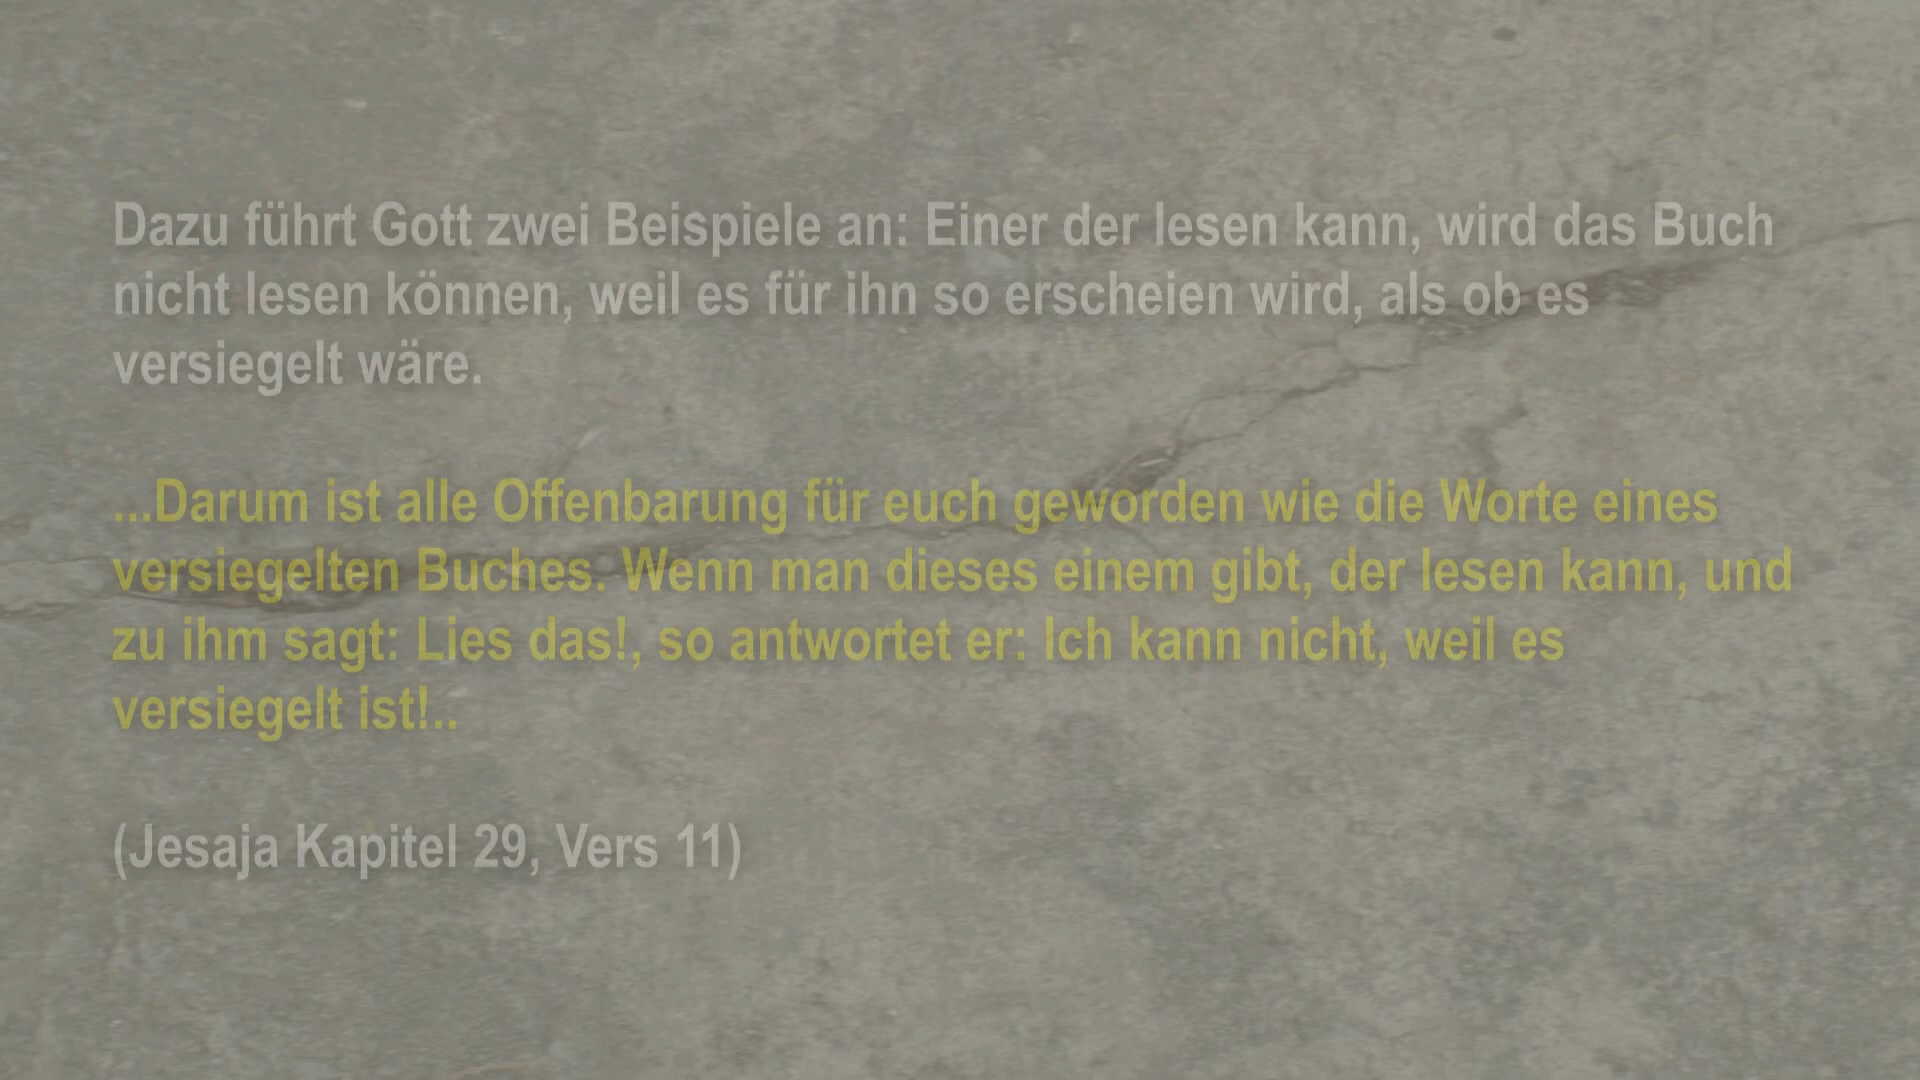 Dazu führt Gott zwei Beispiele an: Einer der lesen kann, wird das Buch
nicht lesen können, weil es für ihn so erscheien wird, als ob es
versiegelt wäre.
...Darum ist alle Offenbarung für euch geworden wie die Worte eines
versiegelten Buches. Wenn man dieses einem gibt, der lesen kann, und
zu ihm sagt: Lies das!, so antwortet er: Ich kann nicht, weil es
versiegelt ist!..
(Jesaja Kapitel 29, Vers 11)